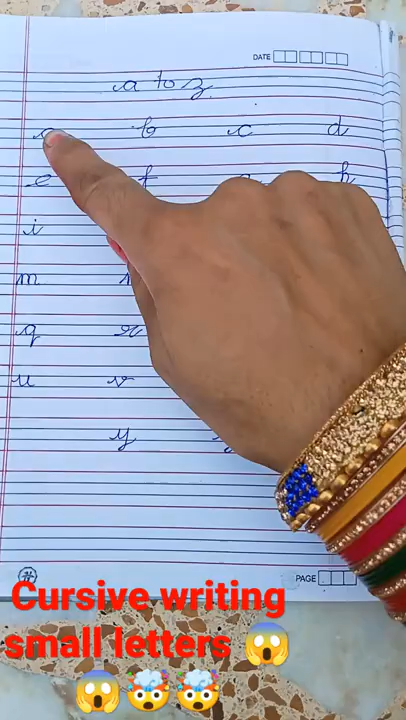 DATE
a to z
a b c d
e f g h
i
m
q r
u v
y
PAGE
Cursive writing
small letters 😱
😱🤯🤯